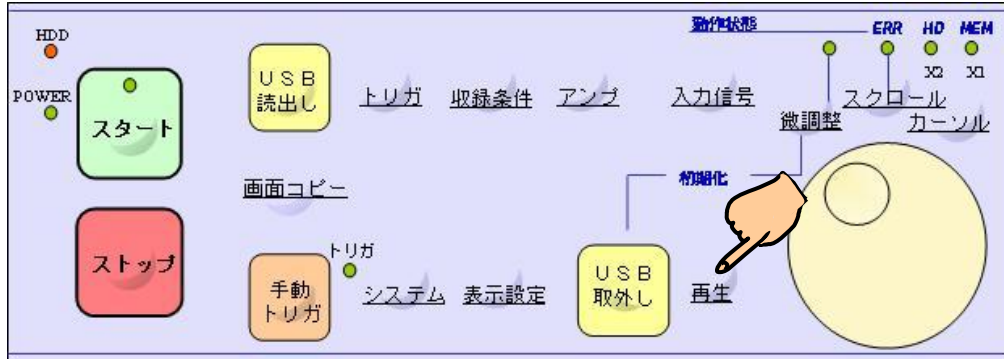 動作状態
ERR HD MEM
HDD
POWER
スタート
USB
読出し
トリガ
収録条件
アンプ
入力信号
X2 X1
スクロール
カーソル
微調整
画面コピー
初期化
ストップ
手動
トリガ
トリガ
システム
表示設定
USB
取外し
再生